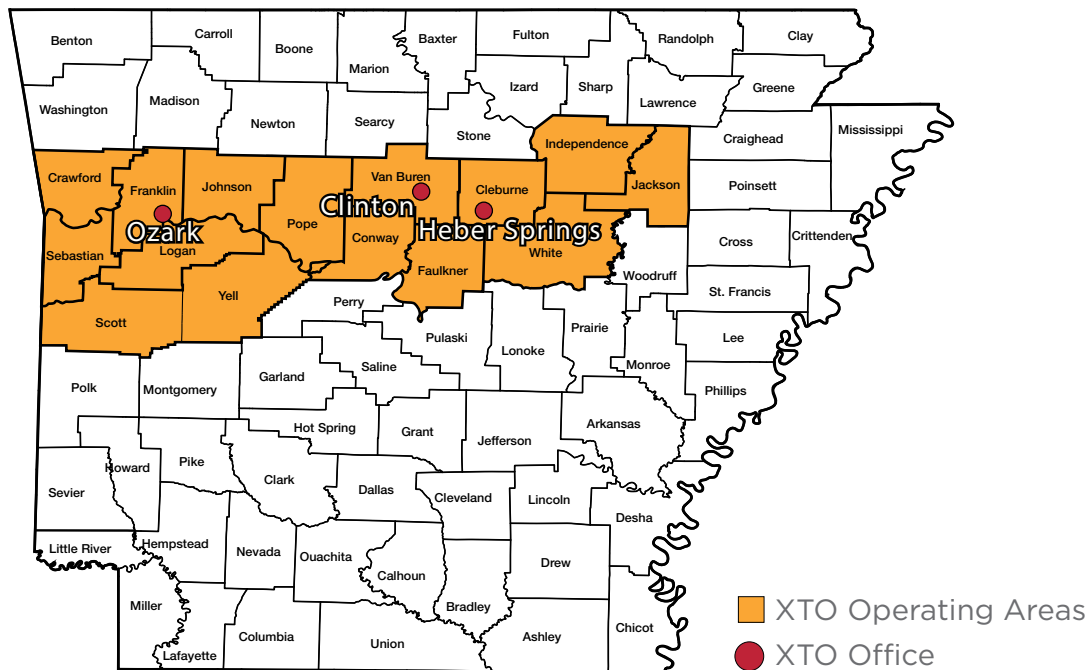 Benton
Carroll
Boone
Marion
Baxter
Fulton
Randolph
Clay
Washington
Madison
Newton
Searcy
Stone
Izard
Sharp
Lawrence
Greene
Craighead
Mississippi
Crawford
Franklin
Johnson
Pope
Van Buren
Cleburne
Independence
Jackson
Poinsett
Clinton
Ozark
Heber Springs
Sebastian
Logan
Conway
Faulkner
White
Woodruff
Cross
Crittenden
Scott
Yell
Perry
Pulaski
Lonoke
Prairie
Monroe
St. Francis
Lee
Phillips
Polk
Montgomery
Garland
Saline
Hot Spring
Grant
Jefferson
Arkansas
Sevier
Howard
Pike
Clark
Dallas
Cleveland
Lincoln
Desha
Little River
Hempstead
Nevada
Ouachita
Calhoun
Bradley
Drew
Miller
Lafayette
Columbia
Union
Ashley
Chicot
XTO Operating Areas
XTO Office